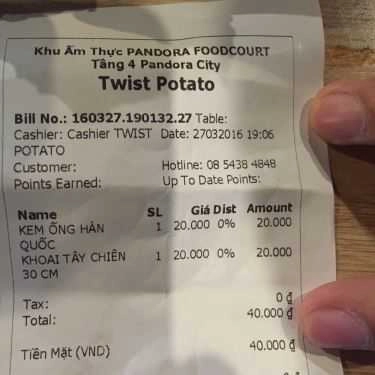 Khu Ẩm Thực PANDORA FOODCOURT
Tầng 4 Pandora City
Twist Potato
Bill No.: 160327.190132.27 Table:
Cashier: Cashier TWIST Date: 27032016 19:06
POTATO
Customer: Hotline: 08 5438 4848
Points Earned: Up To Date Points:
Name SL Giá Dist Amount
KEM ỐNG HÀN 1 20.000 0% 20.000
QUỐC
KHOAI TÂY CHIÊN 1 20.000 0% 20.000
30 CM
Tax: 0 ₫
Total: 40.000 ₫
Tiền Mặt (VND) 40.000 ₫